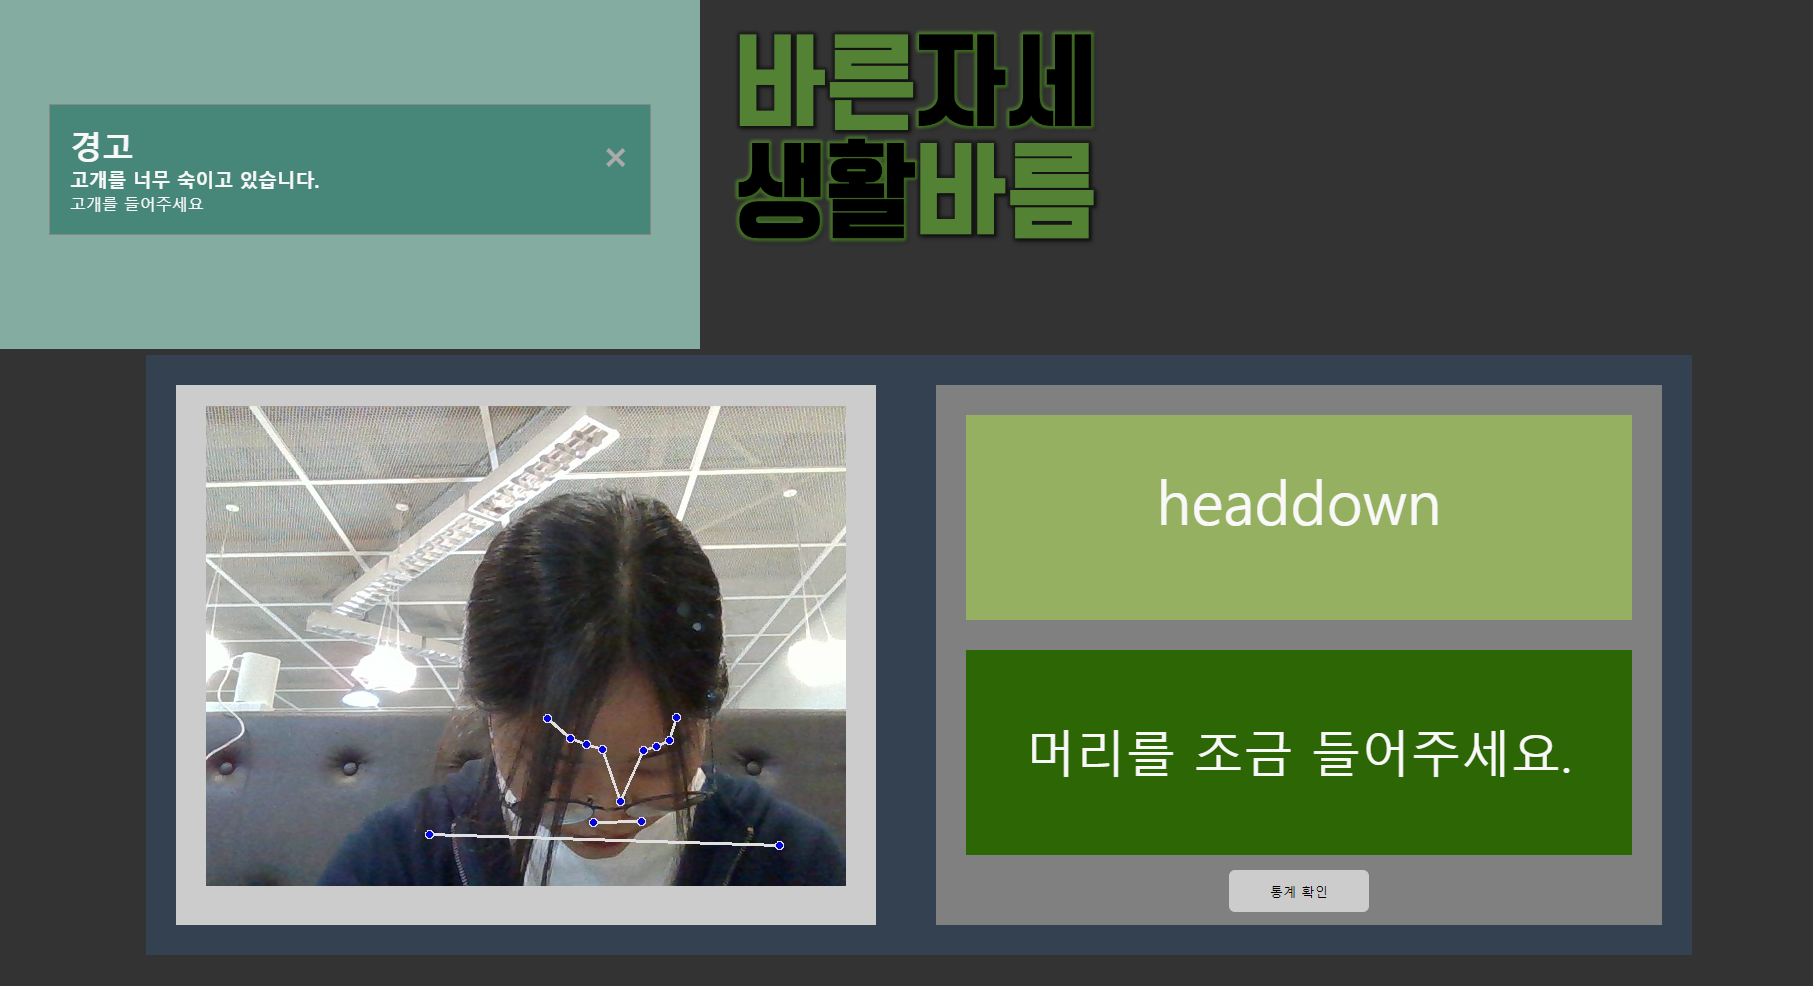 경고
고개를 너무 숙이고 있습니다.
고개를 들어주세요
바른자세
생활바름
headdown
머리를 조금 들어주세요.
통계 확인